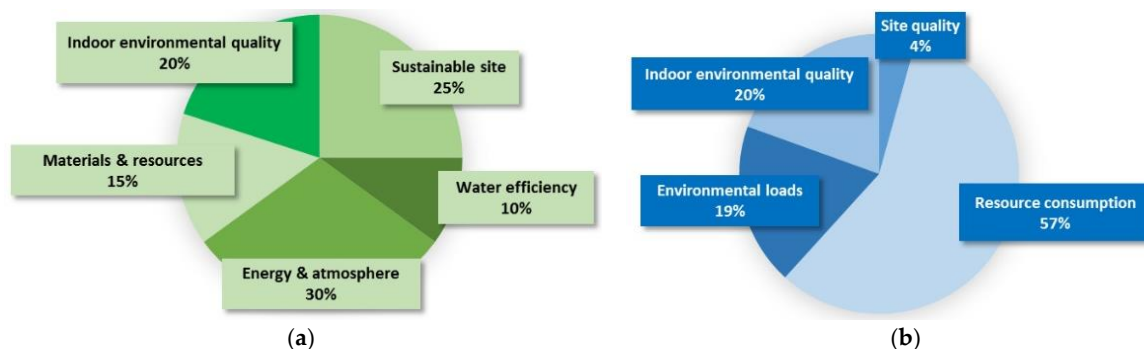 Indoor environmental quality
20%
Sustainable site
25%
Materials & resources
15%
Water efficiency
10%
Energy & atmosphere
30%
(a)
Site quality
4%
Indoor environmental quality
20%
Environmental loads
19%
Resource consumption
57%
(b)